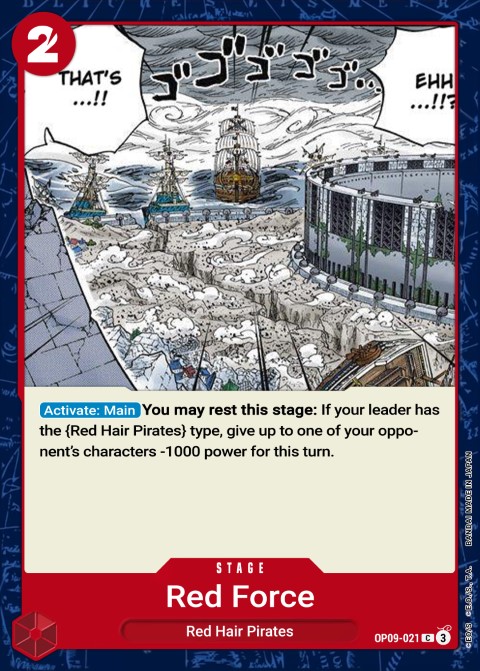 2
THAT'S
...!!
ゴゴゴゴ...
EHH
...!!?
Activate: Main You may rest this stage: If your leader has
the {Red Hair Pirates} type, give up to one of your oppo-
nent's characters -1000 power for this turn.
STAGE
Red Force
Red Hair Pirates
OP09-021 C 3
©E.O/S ©E.O./S., T.A. BANDAI MADE IN JAPAN